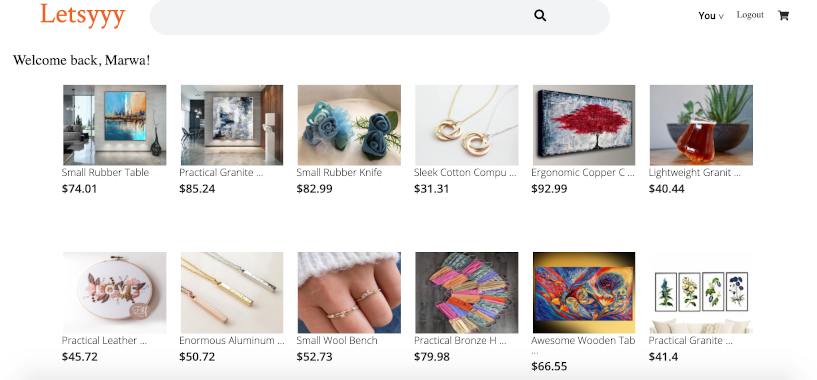 Letsyyy
You v
Logout
Welcome back, Marwa!
Small Rubber Table
$74.01
Practical Granite ...
$85.24
Small Rubber Knife
$82.99
Sleek Cotton Compu ...
$31.31
Ergonomic Copper C ...
$92.99
Lightweight Granit ...
$40.44
LOVE
Practical Leather ...
$45.72
Enormous Aluminum ...
$50.72
Small Wool Bench
$52.73
Practical Bronze H ...
$79.98
Awesome Wooden Tab
...
$66.55
Practical Granite ...
$41.4